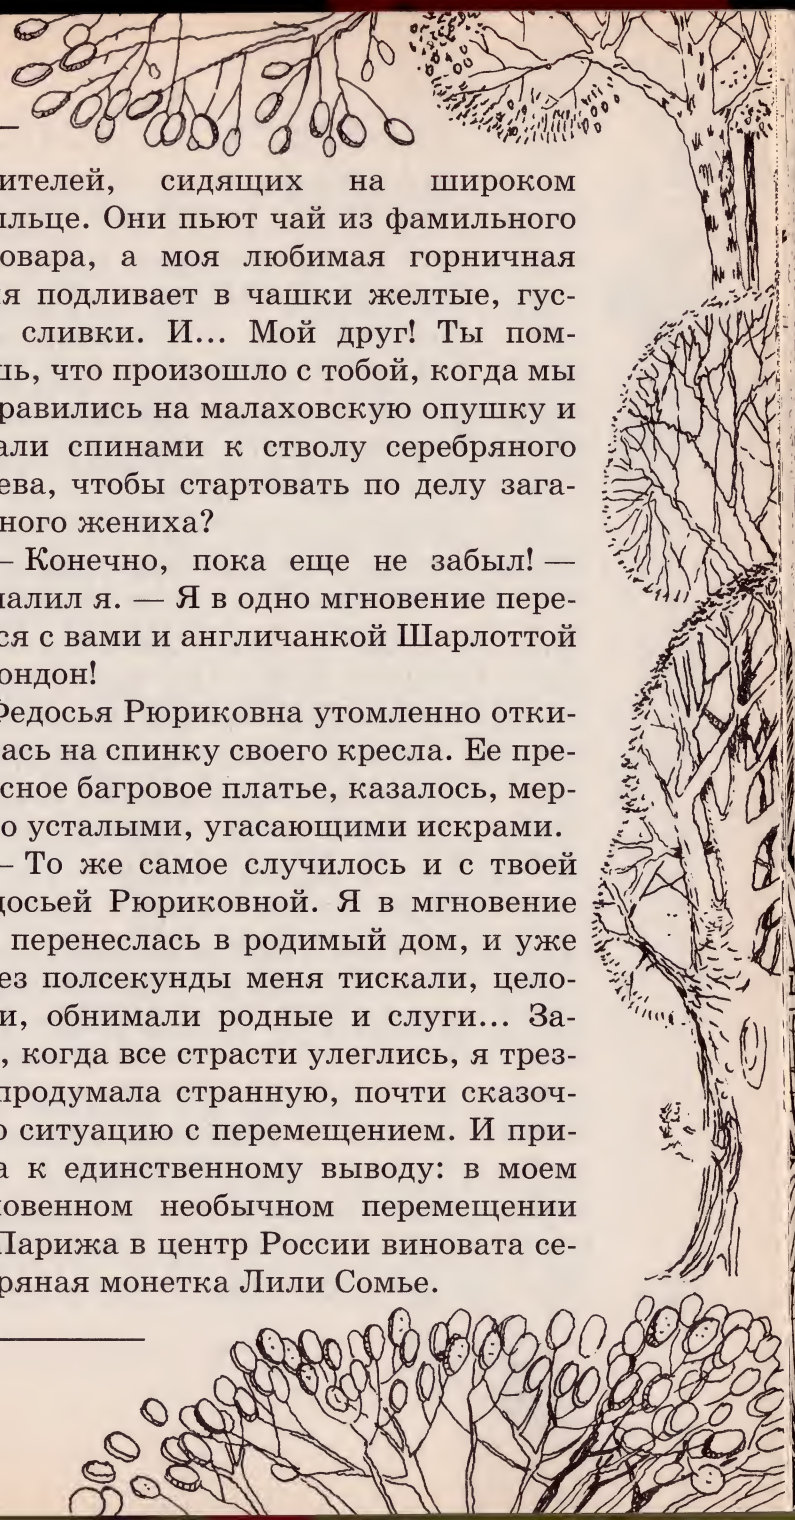 ителей, сидящих на широком
льце. Они пьют чай из фамильного
овара, а моя любимая горничная
я подливает в чашки желтые, гус-
сливки. И... Мой друг! Ты пом-
шь, что произошло с тобой, когда мы
равились на малаховскую опушку и
али спинами к стволу серебряного
ева, чтобы стартовать по делу зага-
ного жениха?
— Конечно, пока еще не забыл! —
алил я. — Я в одно мгновение пере-
ся с вами и англичанкой Шарлоттой
ондон!
Федосья Рюриковна утомленно отки-
ась на спинку своего кресла. Ее пре-
сное багровое платье, казалось, мер-
о усталыми, угасающими искрами.
— То же самое случилось и с твоей
досьей Рюриковной. Я в мгновение
перенеслась в родимый дом, и уже
ез полсекунды меня тискали, цело-
и, обнимали родные и слуги... За-
, когда все страсти улеглись, я трез-
продумала странную, почти сказоч-
ю ситуацию с перемещением. И при-
а к единственному выводу: в моем
новенном необычном перемещении
Парижа в центр России виновата се-
ряная монетка Лили Сомье.